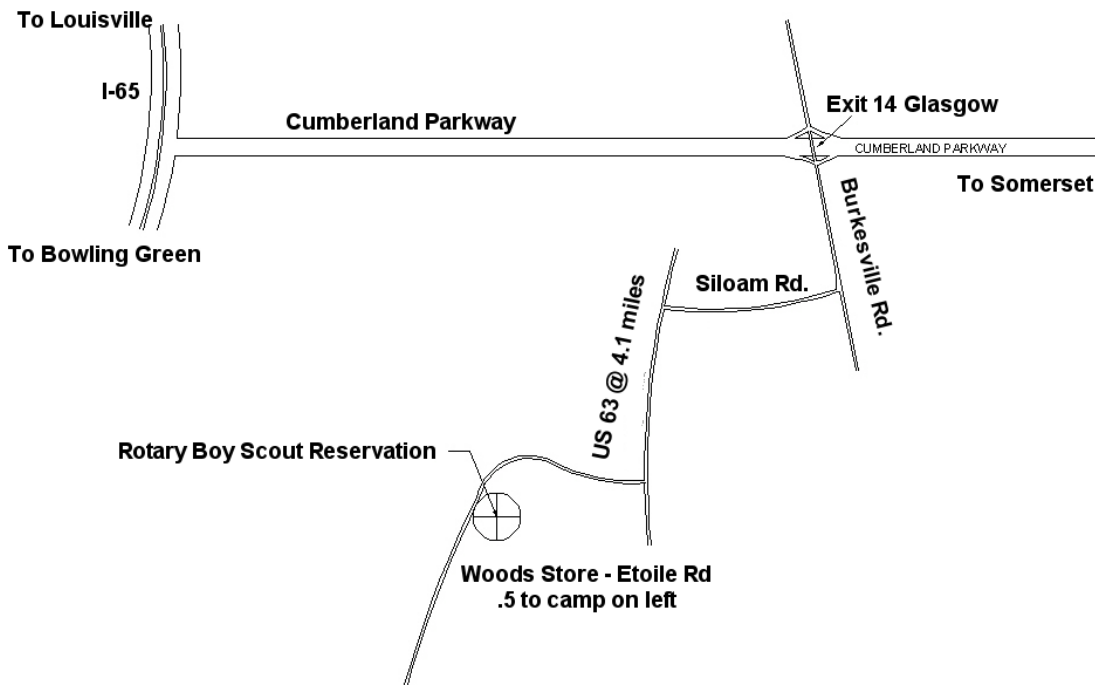 To Louisville
I-65
Exit 14 Glasgow
Cumberland Parkway
CUMBERLAND PARKWAY
To Somerset
Burkesville Rd.
To Bowling Green
Siloam Rd.
US 63 @ 4.1 miles
Rotary Boy Scout Reservation
Woods Store - Etoile Rd
.5 to camp on left